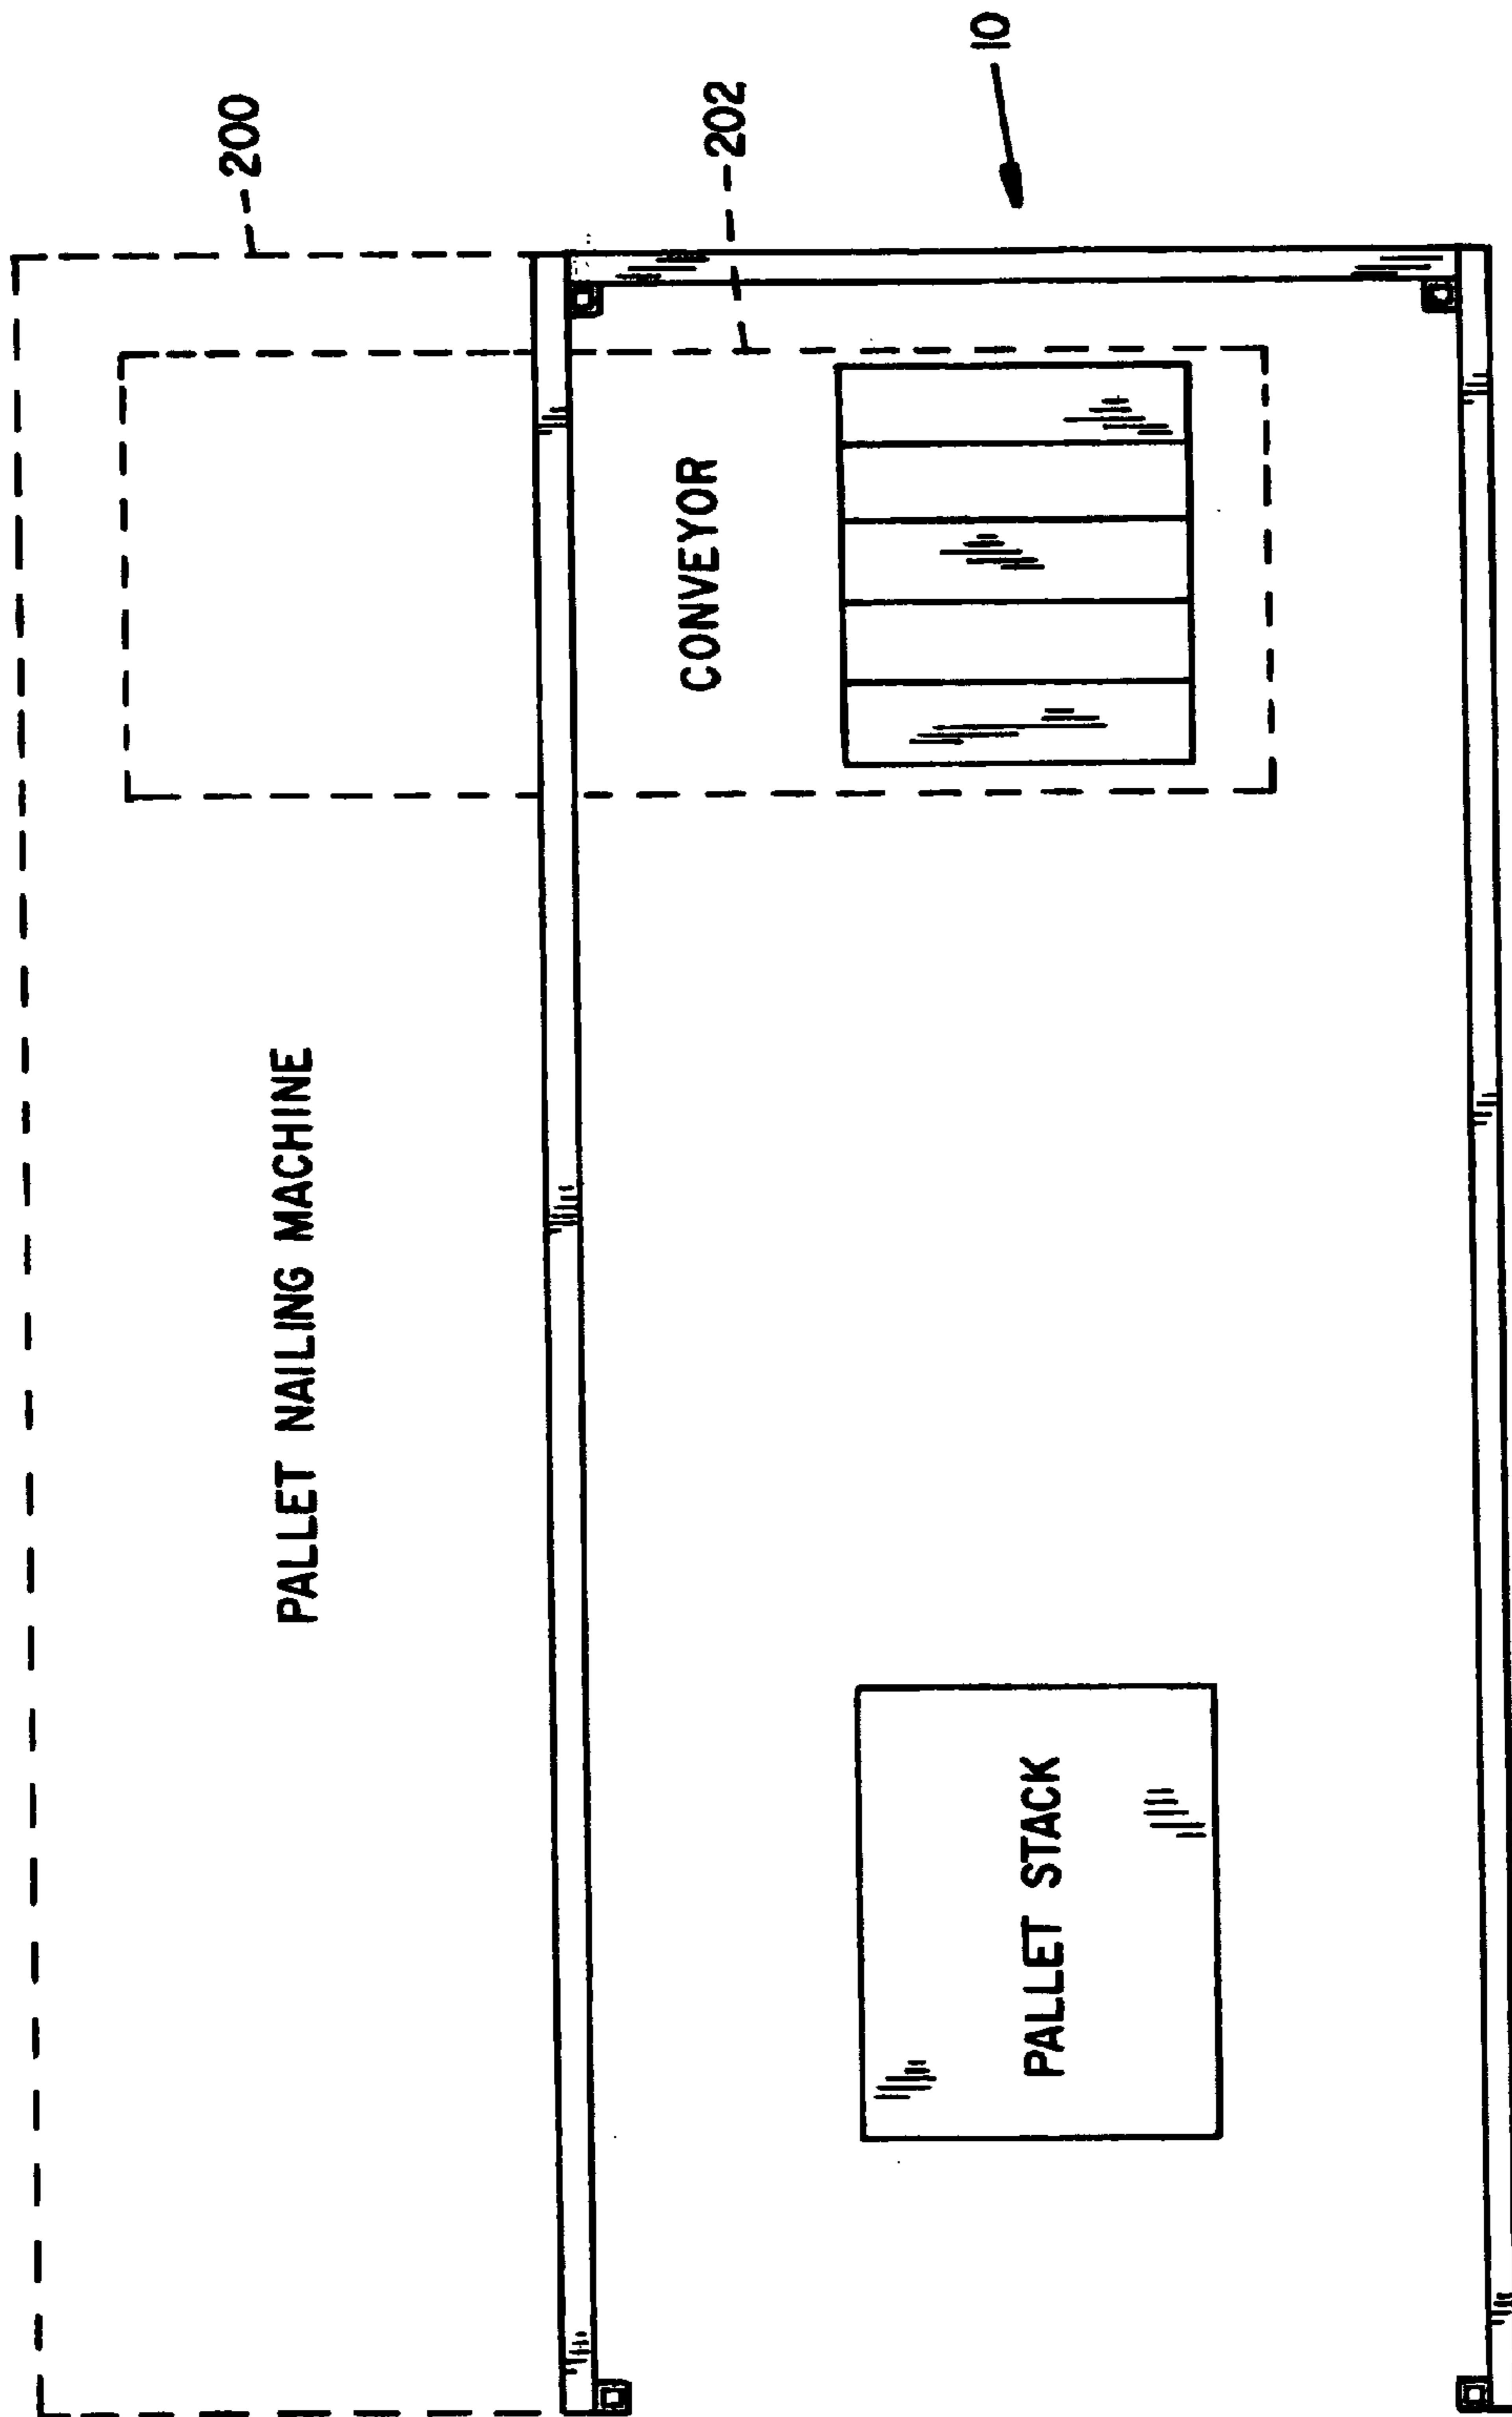 200
202
10
CONVEYOR
PALLET NAILING MACHINE
PALLET STACK